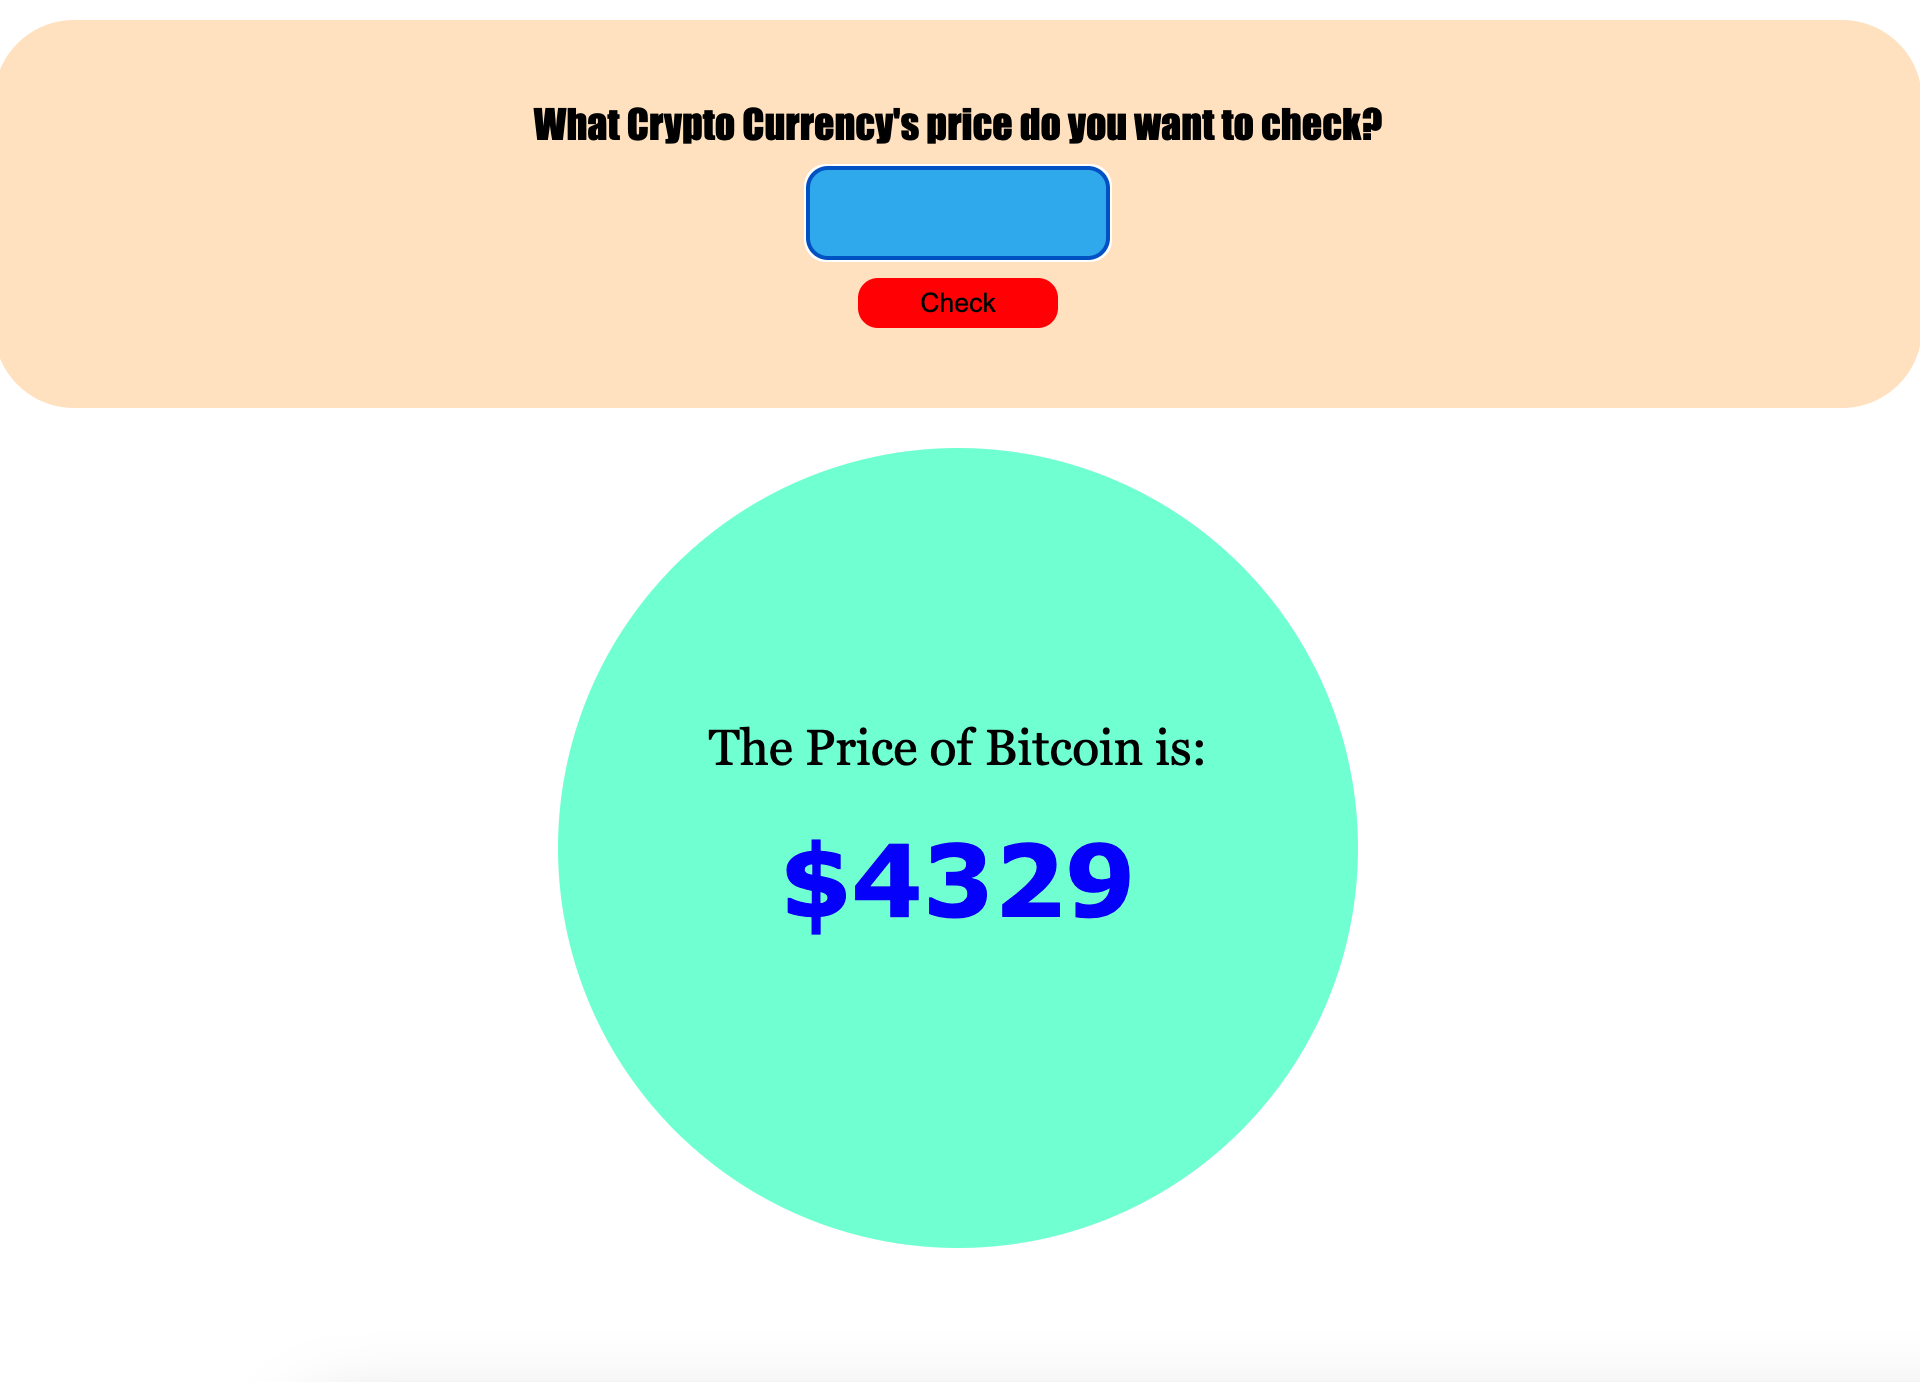 What Crypto Currency's price do you want to check?
Check
The Price of Bitcoin is:
$4329